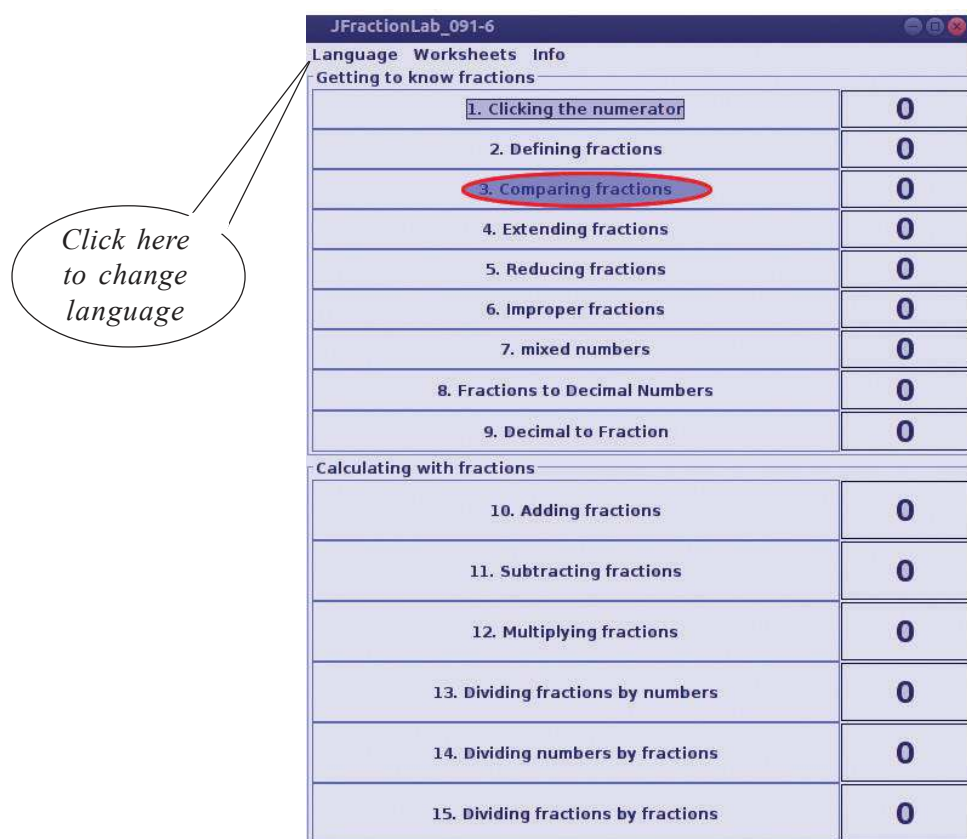 JFractionLab_091-6
Language Worksheets Info
Getting to know fractions
1. Clicking the numerator 0
2. Defining fractions 0
3. Comparing fractions 0
4. Extending fractions 0
5. Reducing fractions 0
6. Improper fractions 0
7. mixed numbers 0
8. Fractions to Decimal Numbers 0
9. Decimal to Fraction 0
Calculating with fractions
10. Adding fractions 0
11. Subtracting fractions 0
12. Multiplying fractions 0
13. Dividing fractions by numbers 0
14. Dividing numbers by fractions 0
15. Dividing fractions by fractions 0
Click here
to change
language